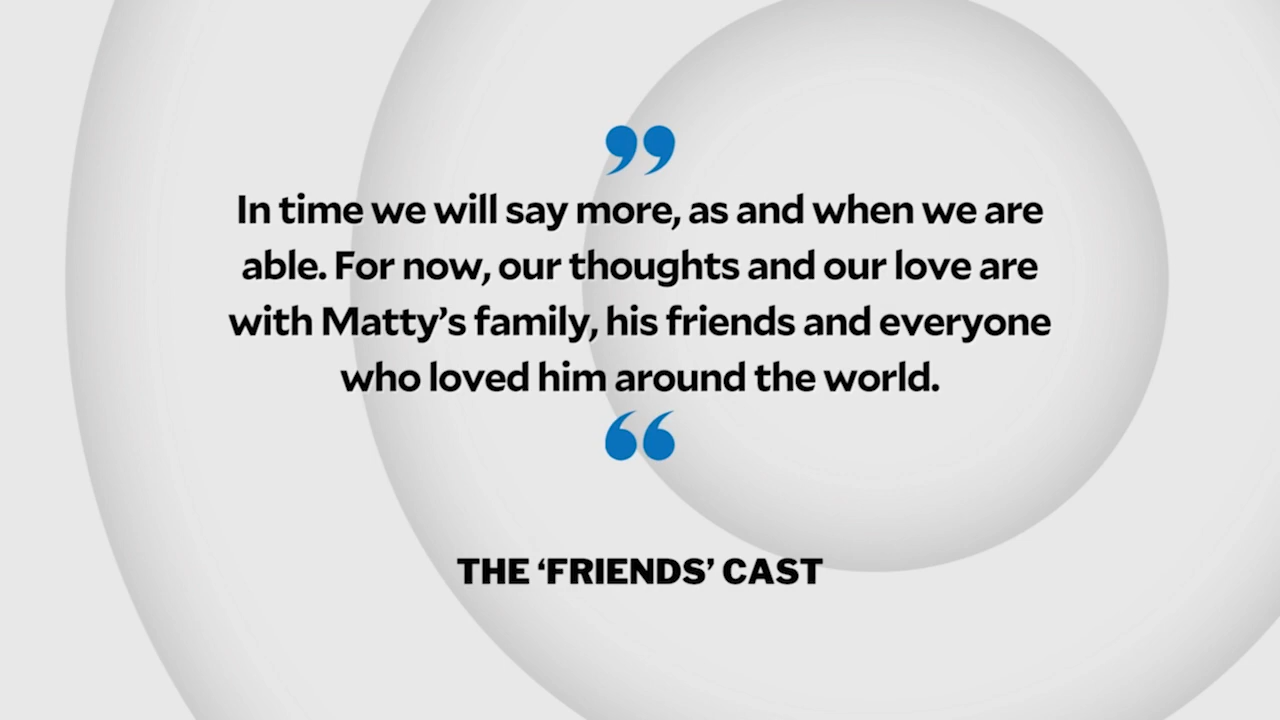 ”
In time we will say more, as and when we are
able. For now, our thoughts and our love are
with Matty’s family, his friends and everyone
who loved him around the world.
“
THE ‘FRIENDS’ CAST